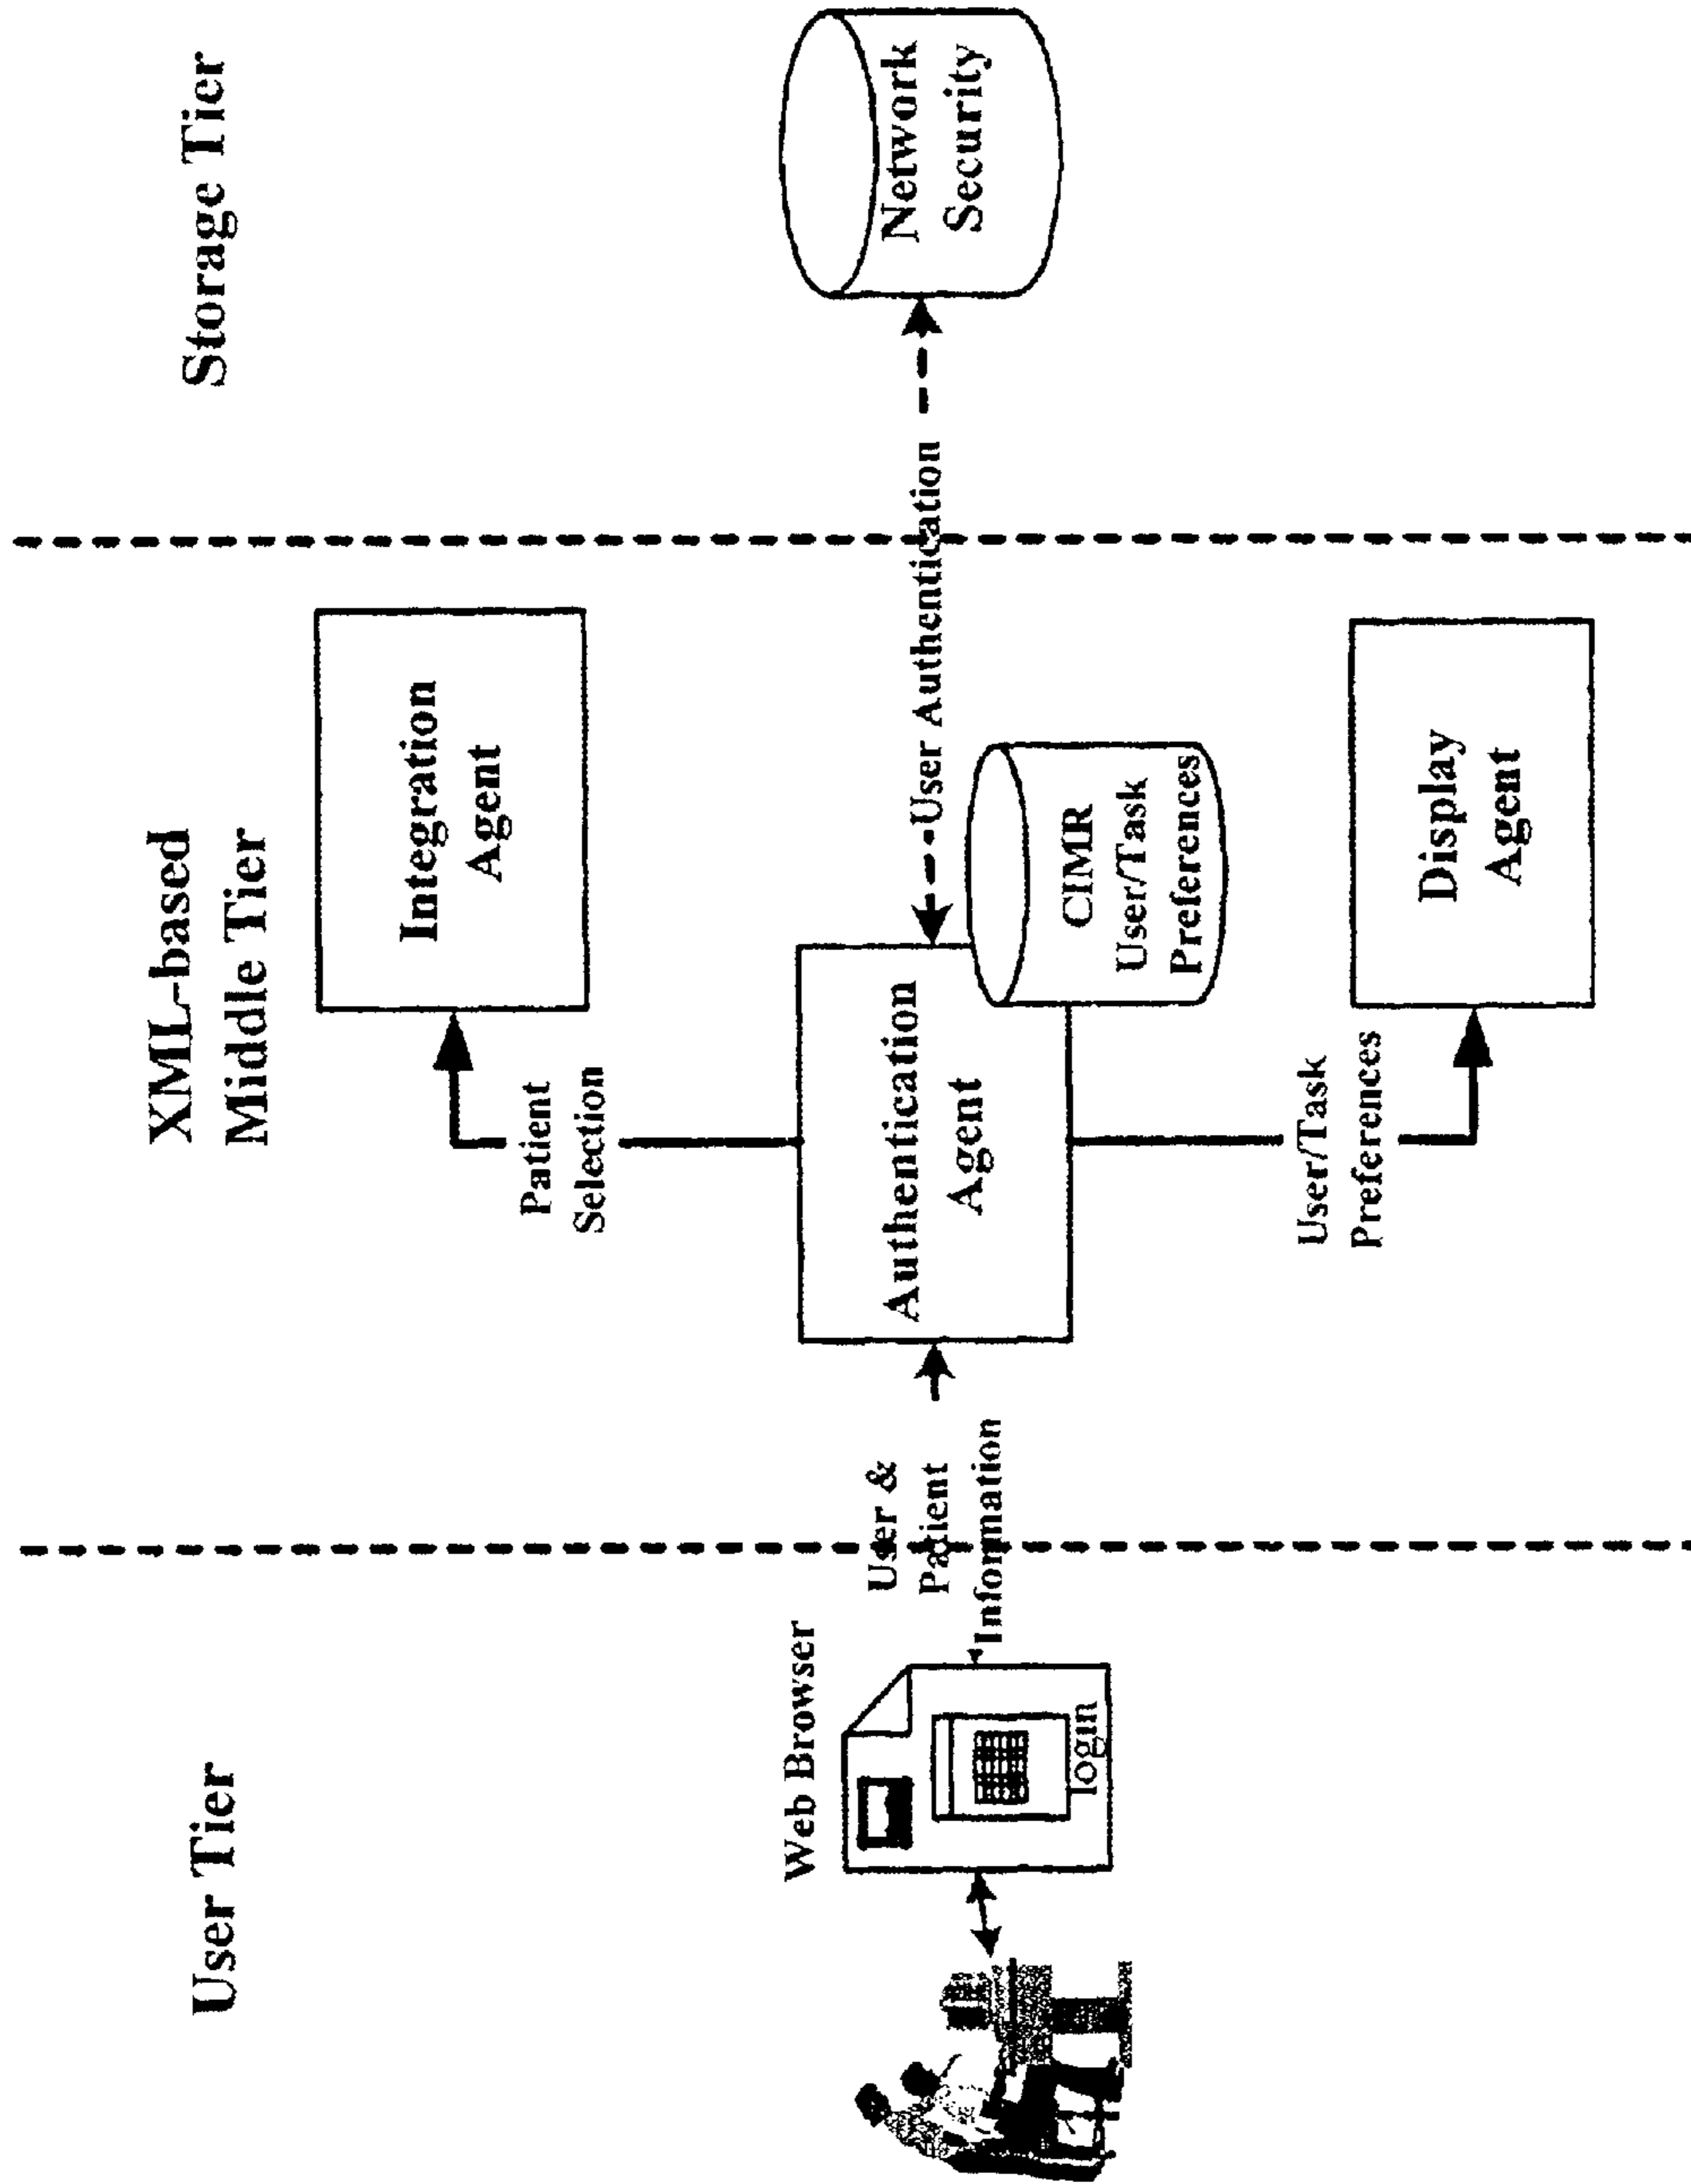 User Tier
XML-based
Middle Tier
Storage Tier
Integration
Agent
Patient
Selection
Web Browser
login
User &
Patient
Information
Authentication
Agent
User Authentication
Network
Security
CIMR
User/Task
Preferences
User/Task
Preferences
Display
Agent